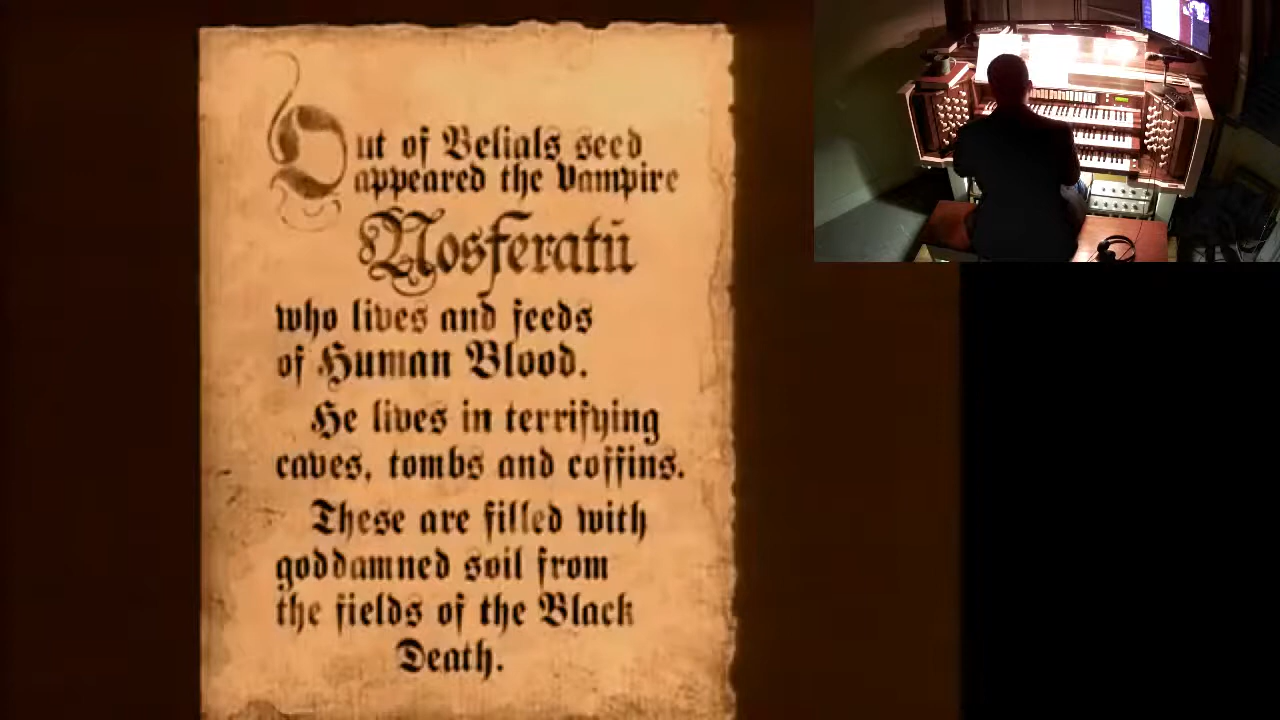 Out of Belials seed
appeared the Vampire
Nosferatŭ
who lives and feeds
of Human Blood.
He lives in terrifying
caves, tombs and coffins.
These are filled with
goddamned soil from
the fields of the Black
Death.